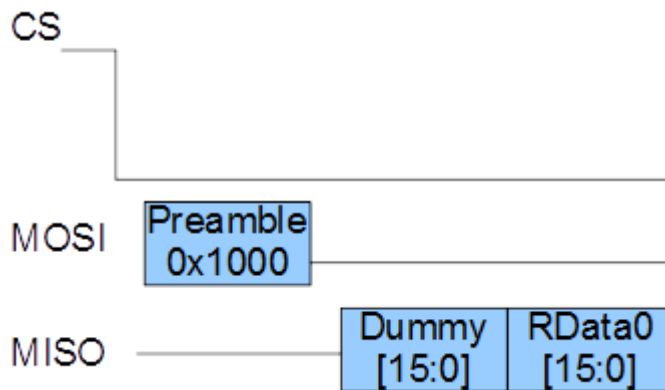 CS
MOSI
Preamble
0x1000
MISO
Dummy
[15:0]
RData0
[15:0]